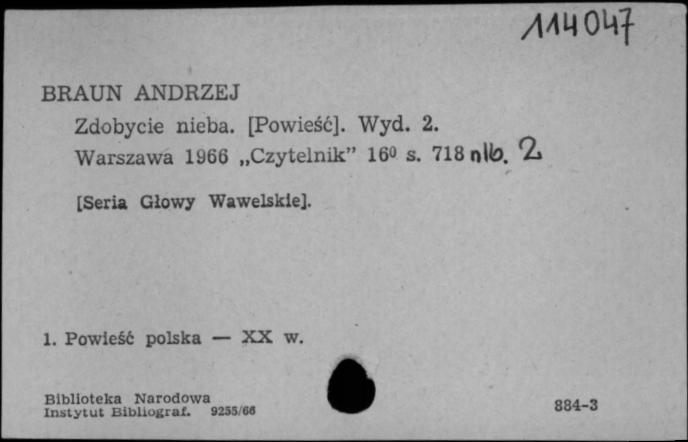 114047
BRAUN ANDRZEJ
Zdobycie nieba. [Powieść]. Wyd. 2.
Warszawa 1966 „Czytelnik” 16⁰ s. 718 nlb. 2
[Seria Głowy Wawelskie].
1. Powieść polska — XX w.
Biblioteka Narodowa
Instytut Bibliograf. 9255/66
884-3